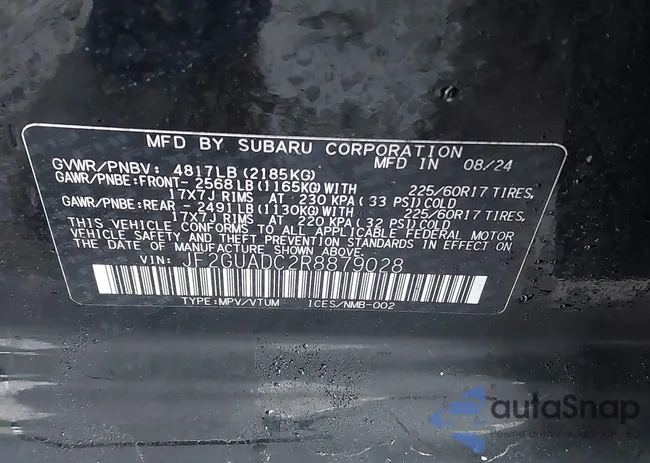 MFD BY SUBARU CORPORATION
GVWR/PNBV: 4817LB (2185KG) MFD IN 08/24
GAWR/PNBE: FRONT- 2568LB (1165KG) WITH 225/60R17 TIRES,
17X7J RIMS AT 230 KPA (33 PSI) COLD
GAWR/PNBE: REAR - 2491LB (1130KG) WITH 225/60R17 TIRES,
17X7J RIMS AT 220 KPA (32 PSI) COLD
THIS VEHICLE CONFORMS TO ALL APPLICABLE FEDERAL MOTOR
VEHICLE SAFETY AND THEFT PREVENTION STANDARDS IN EFFECT ON
THE DATE OF MANUFACTURE SHOWN ABOVE.
VIN: JF2GUADC2R8879028
TYPE: MPV/VTUM ICES/NMB-002
autoSnap